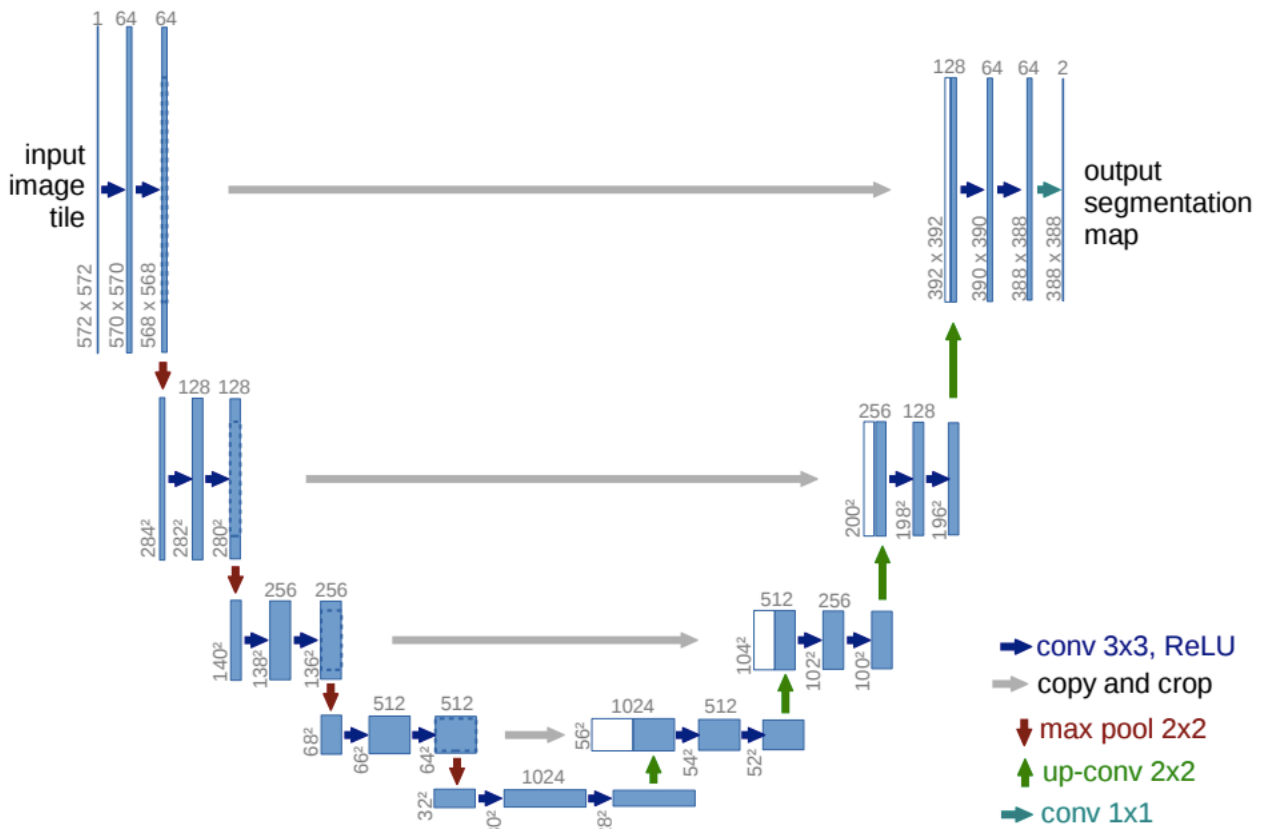 1
64
64
input
image
tile
572 x 572
570 x 570
568 x 568
128
64
64
2
output
segmentation
map
392 x 392
390 x 390
388 x 388
388 x 388
128
128
284²
282²
280²
256
128
200²
198²
196²
256
256
140²
138²
136²
512
256
104²
102²
100²
512
512
68²
66²
64²
1024
512
56²
54²
52²
1024
32²
conv 3x3, ReLU
copy and crop
max pool 2x2
up-conv 2x2
conv 1x1